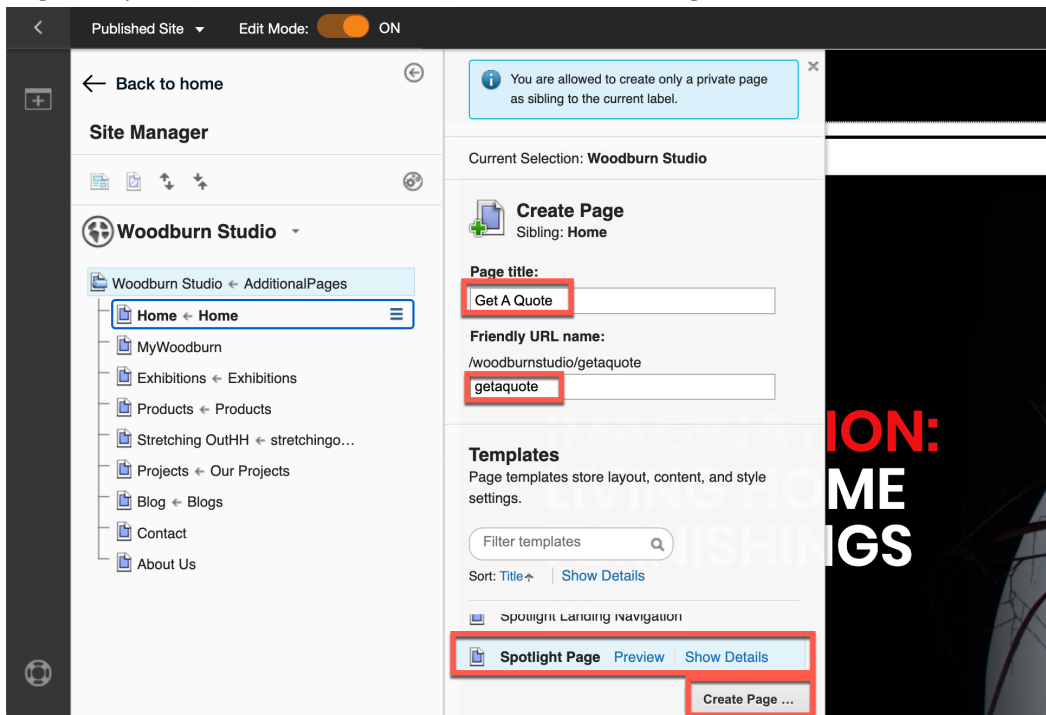 Published Site
Edit Mode:
ON
Back to home
Site Manager
Woodburn Studio
Woodburn Studio ← AdditionalPages
Home ← Home
MyWoodburn
Exhibitions ← Exhibitions
Products ← Products
Stretching OutHH ← stretchingo...
Projects ← Our Projects
Blog ← Blogs
Contact
About Us
You are allowed to create only a private page
as sibling to the current label.
Current Selection: Woodburn Studio
Create Page
Sibling: Home
Page title:
Get A Quote
Friendly URL name:
/woodburnstudio/getaquote
getaquote
Templates
Page templates store layout, content, and style
settings.
Filter templates
Sort: Title
Show Details
Spotlight Landing Navigation
Spotlight Page Preview Show Details
Create Page ...
IMAGINATION:
LIVING HOME
FURNISHINGS